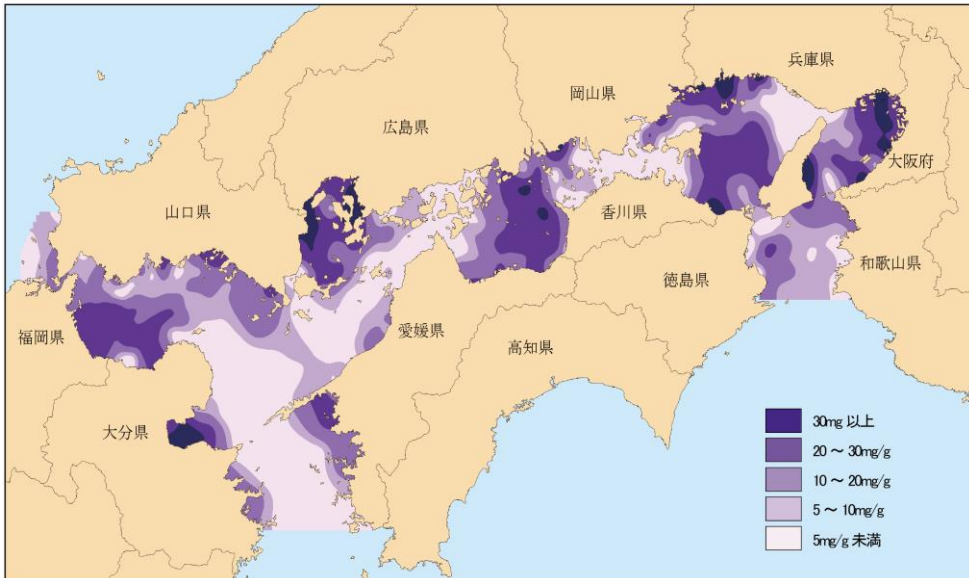 兵庫県
岡山県
広島県
大阪府
山口県
香川県
和歌山県
徳島県
福岡県
愛媛県
高知県
大分県
30mg 以上
20 ～ 30mg/g
10 ～ 20mg/g
5 ～ 10mg/g
5mg/g 未満